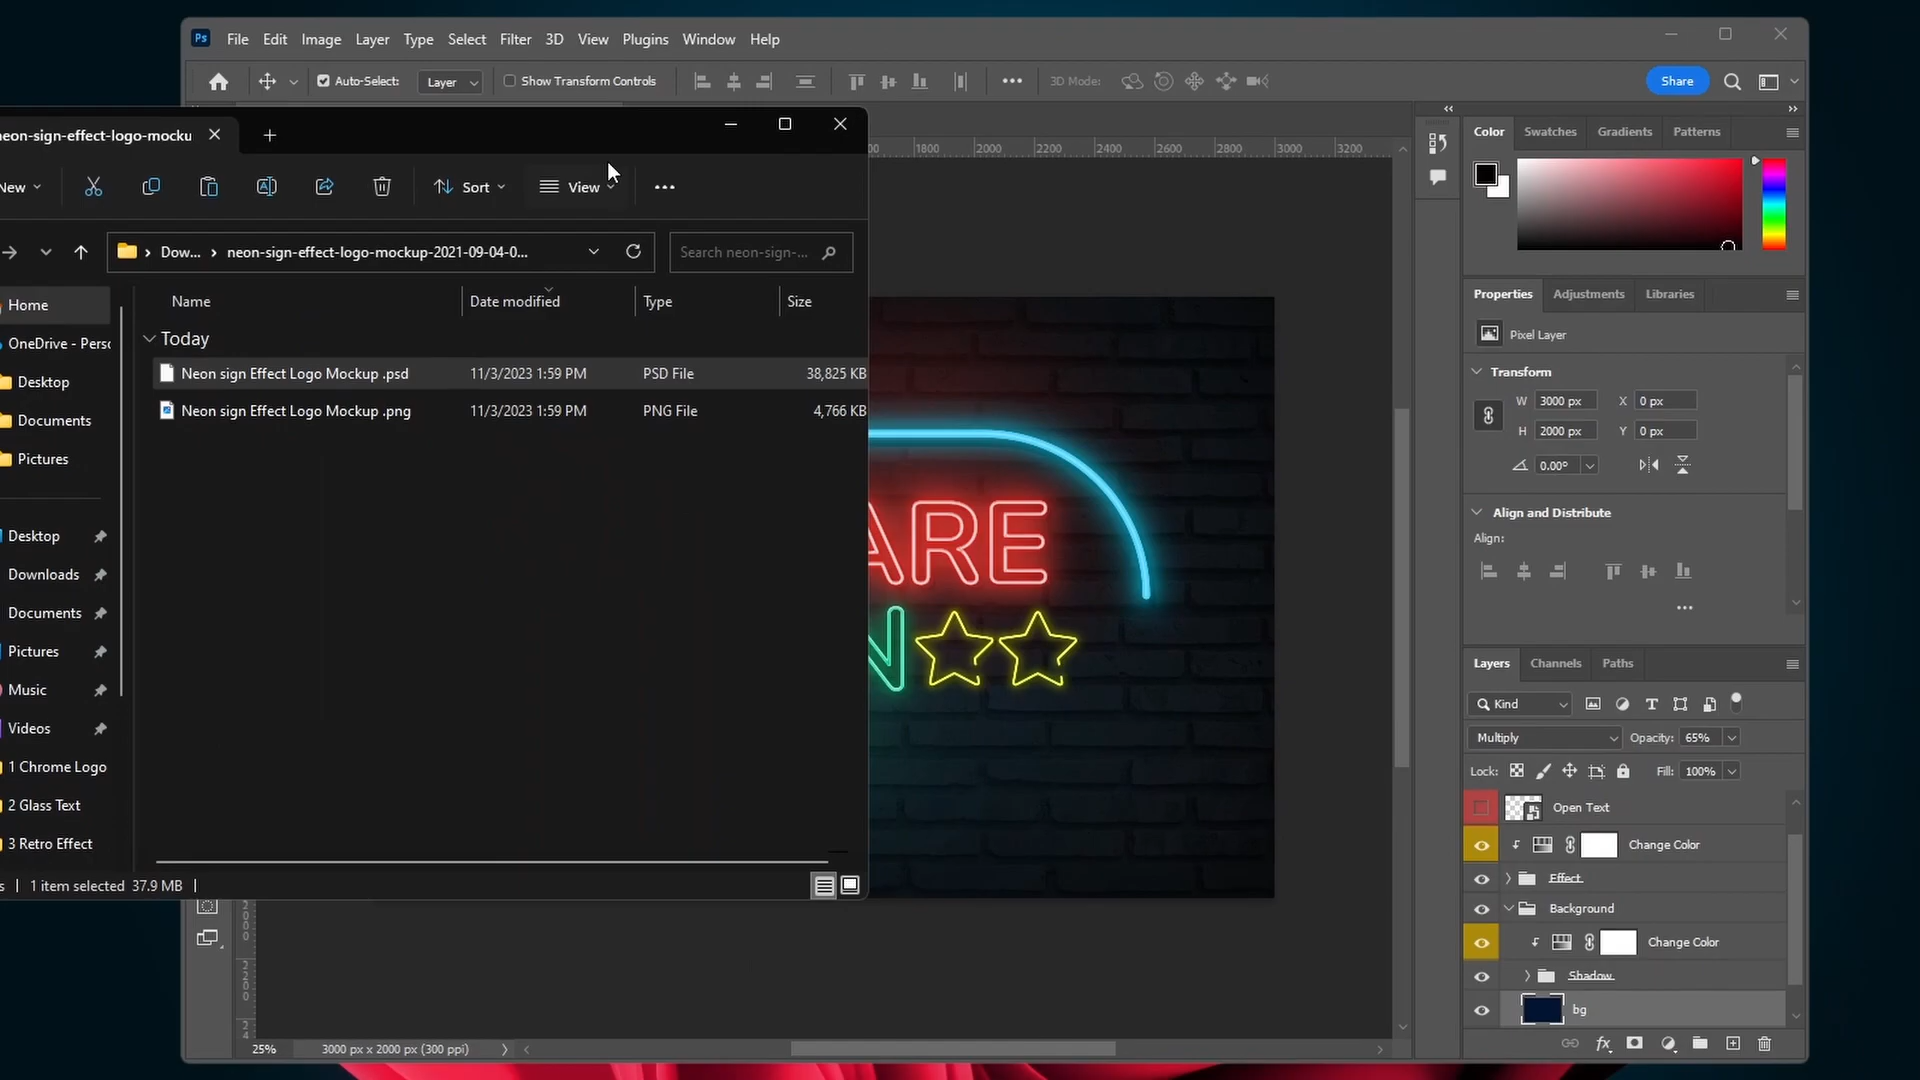 Ps File Edit Image Layer Type Select Filter 3D View Plugins Window Help
Auto-Select: Layer Show Transform Controls 3D Mode: Share
neon-sign-effect-logo-mocku
New Sort View
Dow... neon-sign-effect-logo-mockup-2021-09-04-0... Search neon-sign-...
Name Date modified Type Size
Today
Neon sign Effect Logo Mockup .psd 11/3/2023 1:59 PM PSD File 38,825 KB
Neon sign Effect Logo Mockup .png 11/3/2023 1:59 PM PNG File 4,766 KB
Home
OneDrive - Perso
Desktop
Documents
Pictures
Desktop
Downloads
Documents
Pictures
Music
Videos
1 Chrome Logo
2 Glass Text
3 Retro Effect
s 1 item selected 37.9 MB
1800 2000 2200 2400 2600 2800 3000 3200
ARE
N
25% 3000 px x 2000 px (300 ppi)
Color Swatches Gradients Patterns
Properties Adjustments Libraries
Pixel Layer
Transform
W 3000 px X 0 px
H 2000 px Y 0 px
0.00°
Align and Distribute
Align:
Layers Channels Paths
Kind
Multiply Opacity: 65%
Lock: Fill: 100%
Open Text
Change Color
Effect
Background
Change Color
Shadow
bg
fx